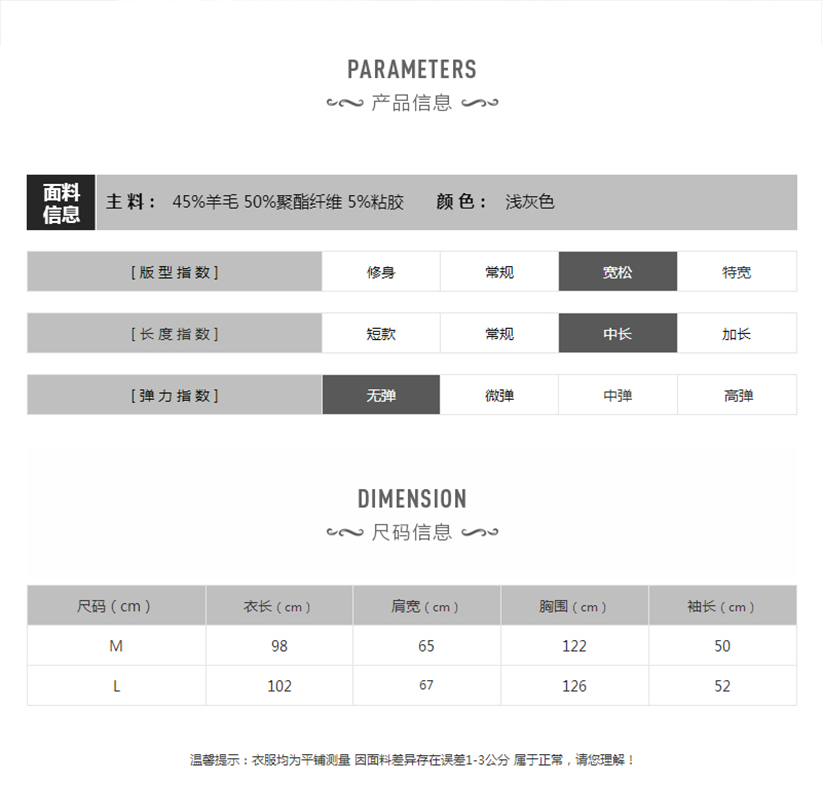 PARAMETERS
产品信息
面料
信息
主料： 45%羊毛 50%聚酯纤维 5%粘胶 颜色： 浅灰色
[版型指数] 修身 常规 宽松 特宽
[长度指数] 短款 常规 中长 加长
[弹力指数] 无弹 微弹 中弹 高弹
DIMENSION
尺码信息
尺码（cm） 衣长（cm） 肩宽（cm） 胸围（cm） 袖长（cm）
M 98 65 122 50
L 102 67 126 52
温馨提示：衣服均为平铺测量 因面料差异存在误差1-3公分 属于正常，请您理解！